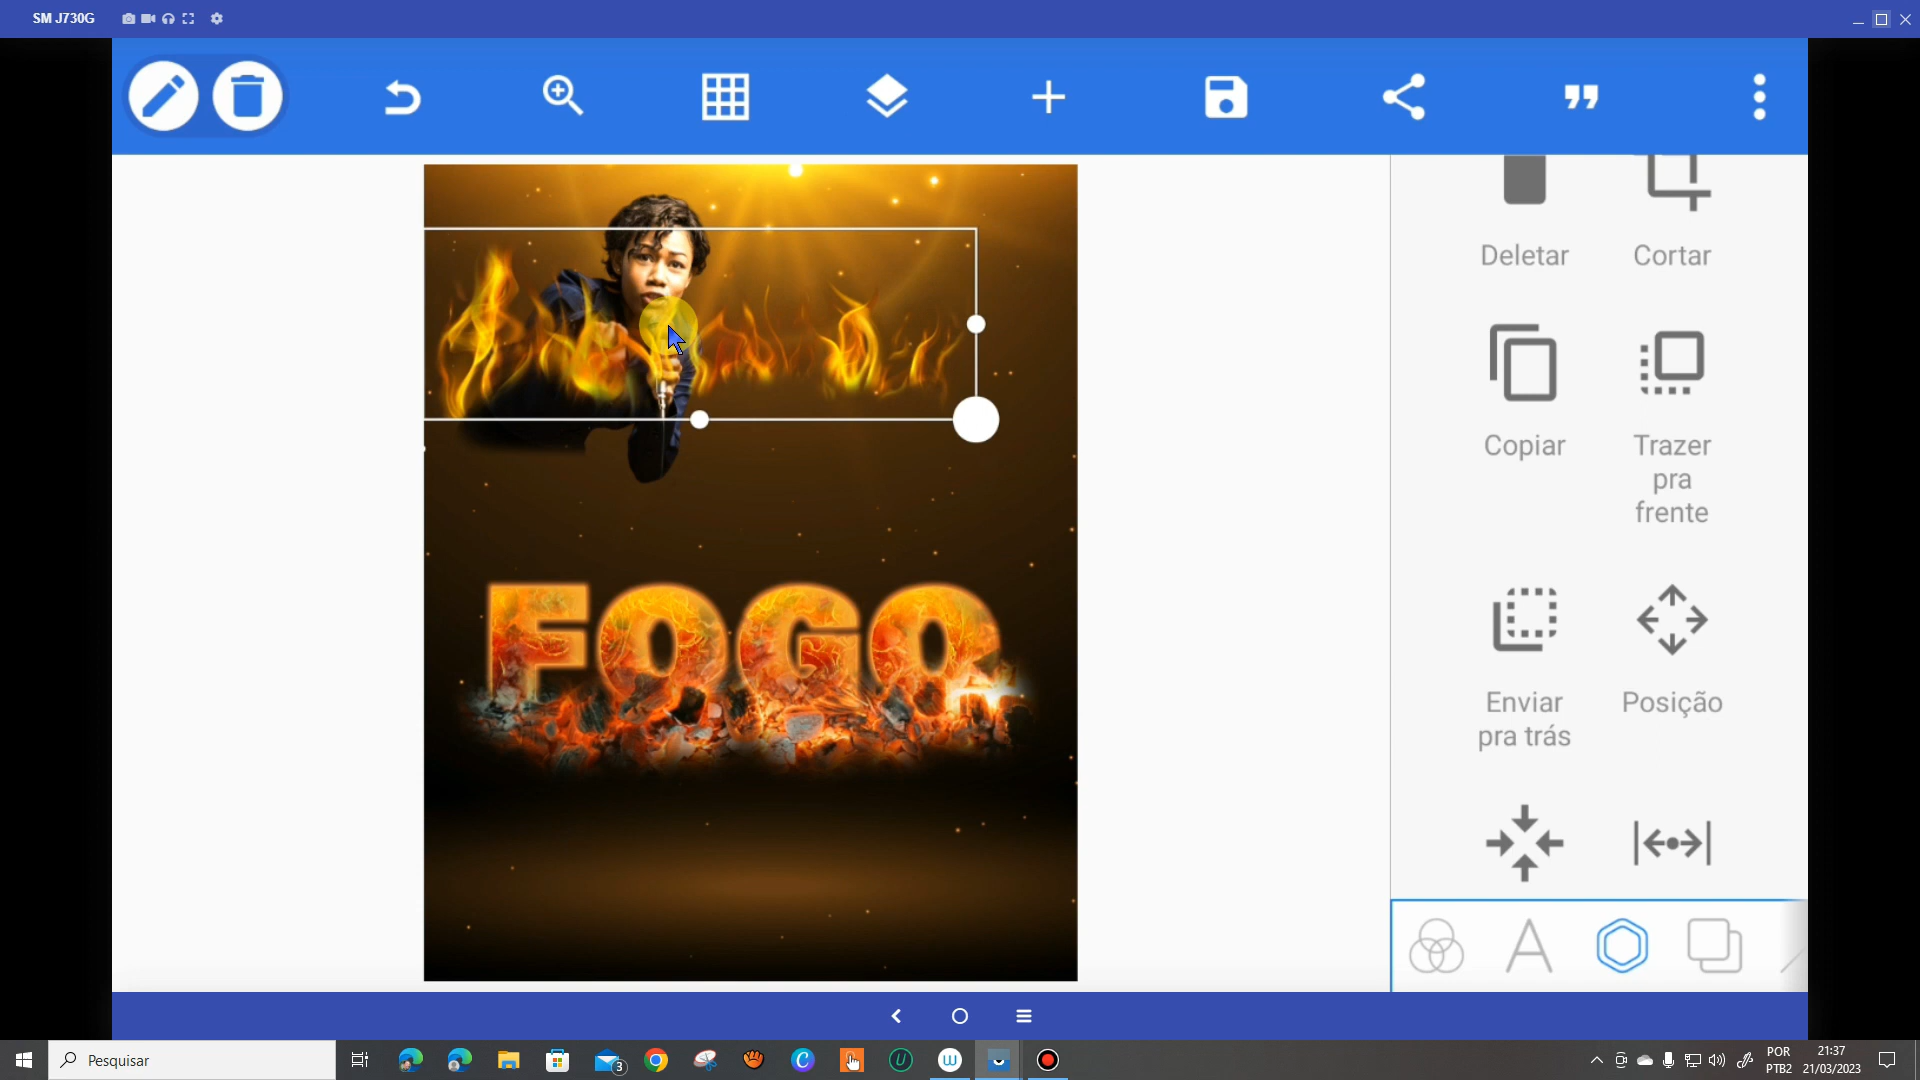 SM J730G
Deletar
Cortar
Copiar
Trazer
pra
frente
Enviar
pra trás
Posição
FOGO
Pesquisar
3
POR
PTB2
21:37
21/03/2023